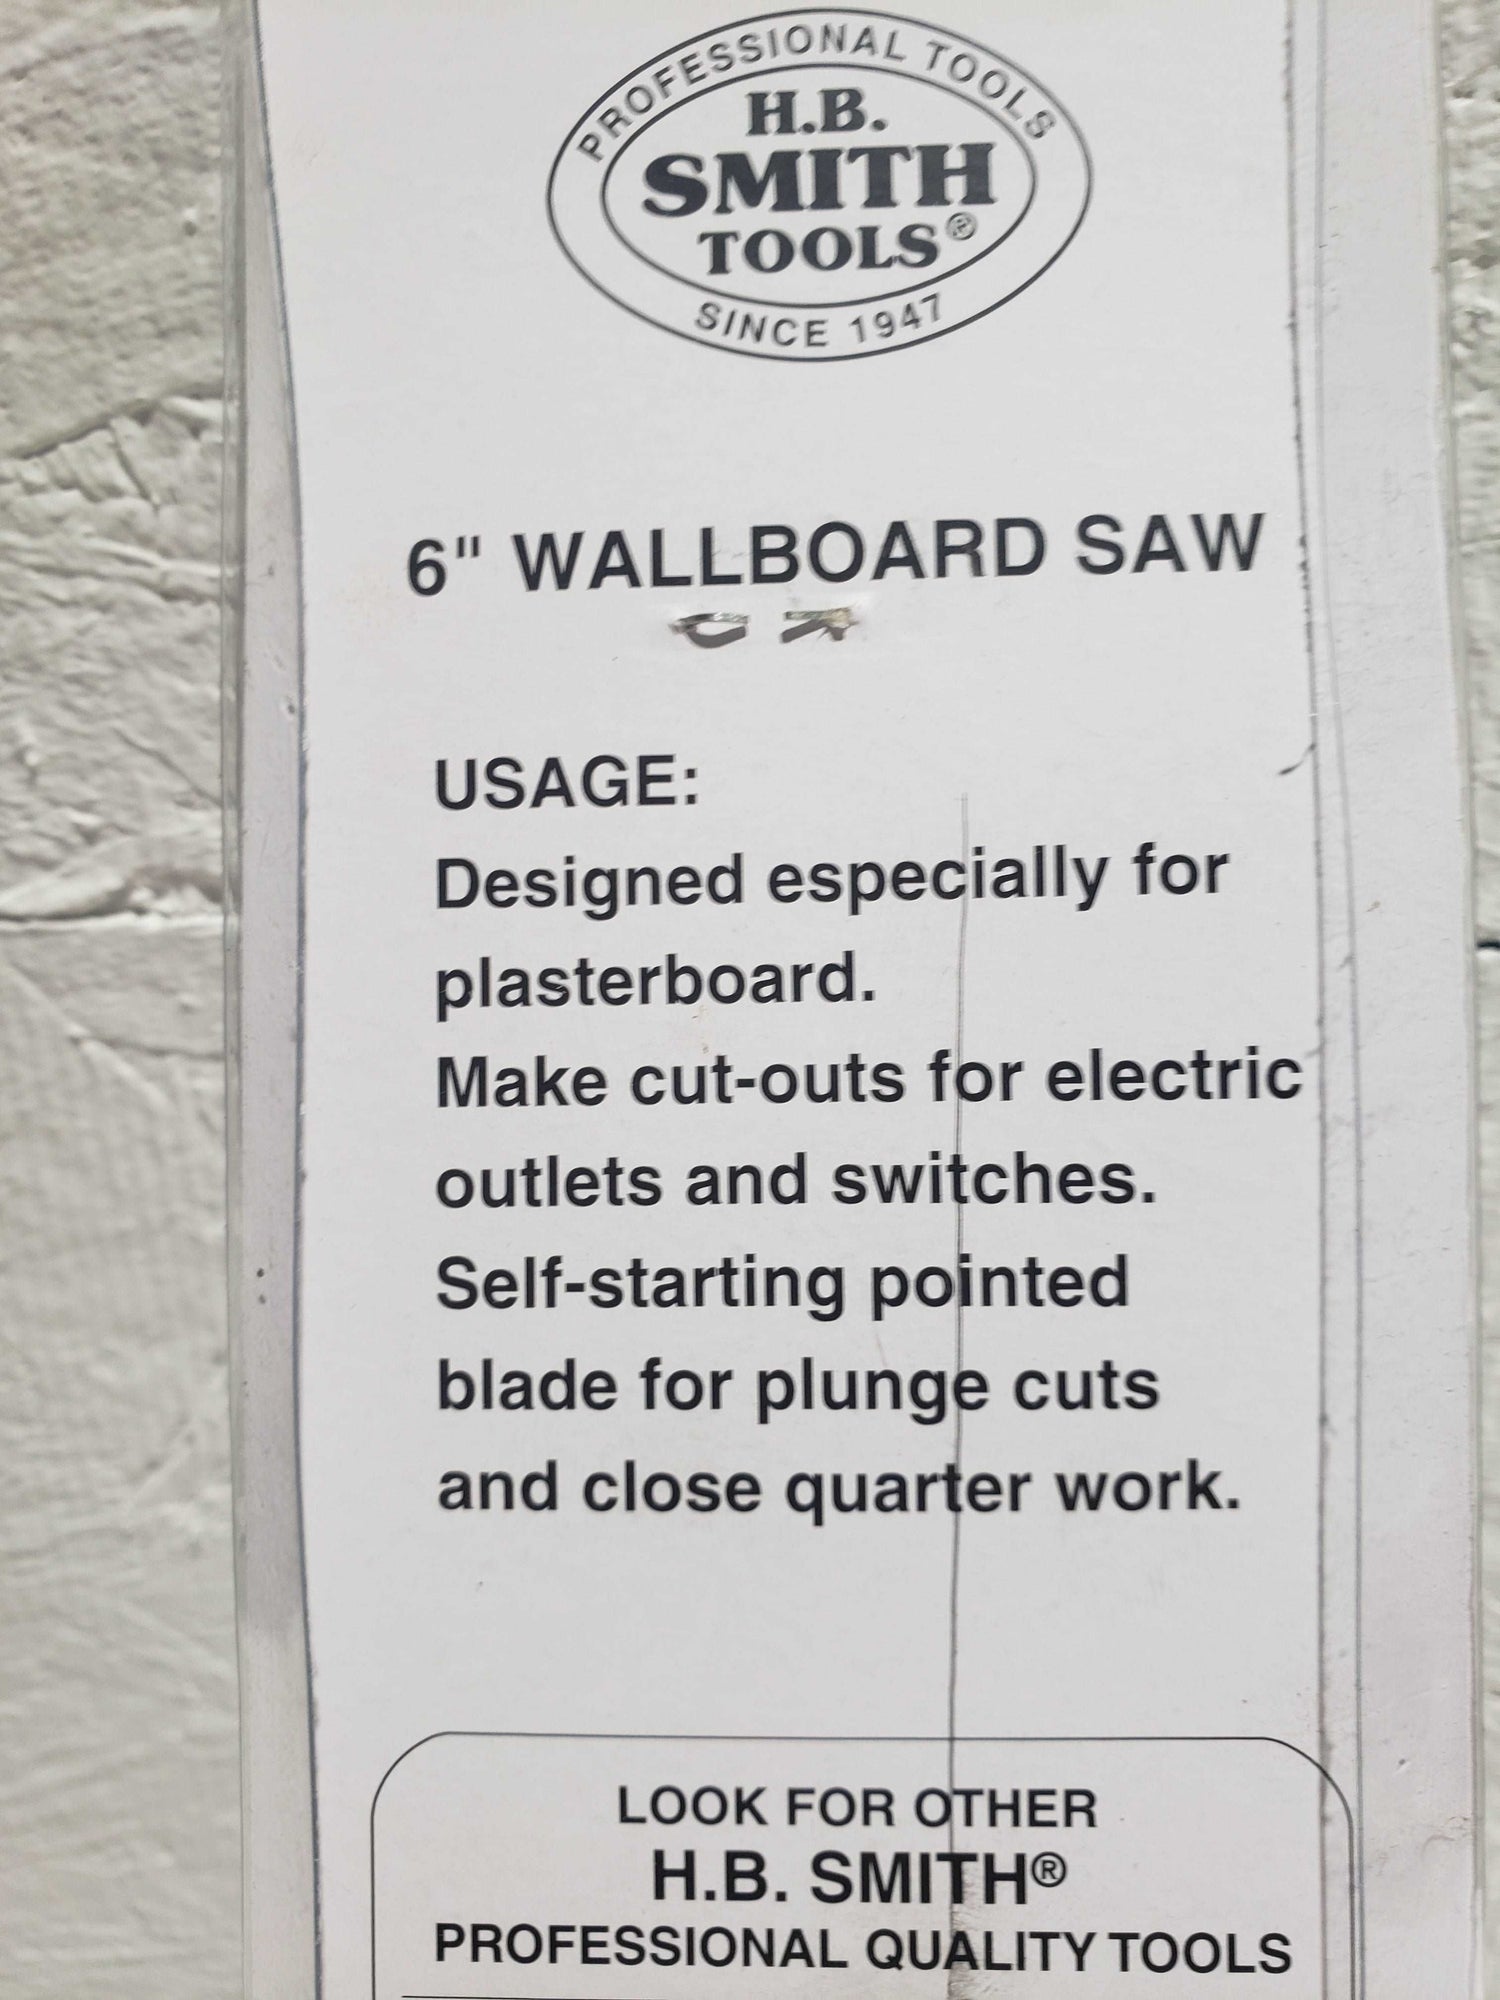 PROFESSIONAL TOOLS
H.B.
SMITH
TOOLS®
SINCE 1947
6" WALLBOARD SAW
USAGE:
Designed especially for
plasterboard.
Make cut-outs for electric
outlets and switches.
Self-starting pointed
blade for plunge cuts
and close quarter work.
LOOK FOR OTHER
H.B. SMITH®
PROFESSIONAL QUALITY TOOLS